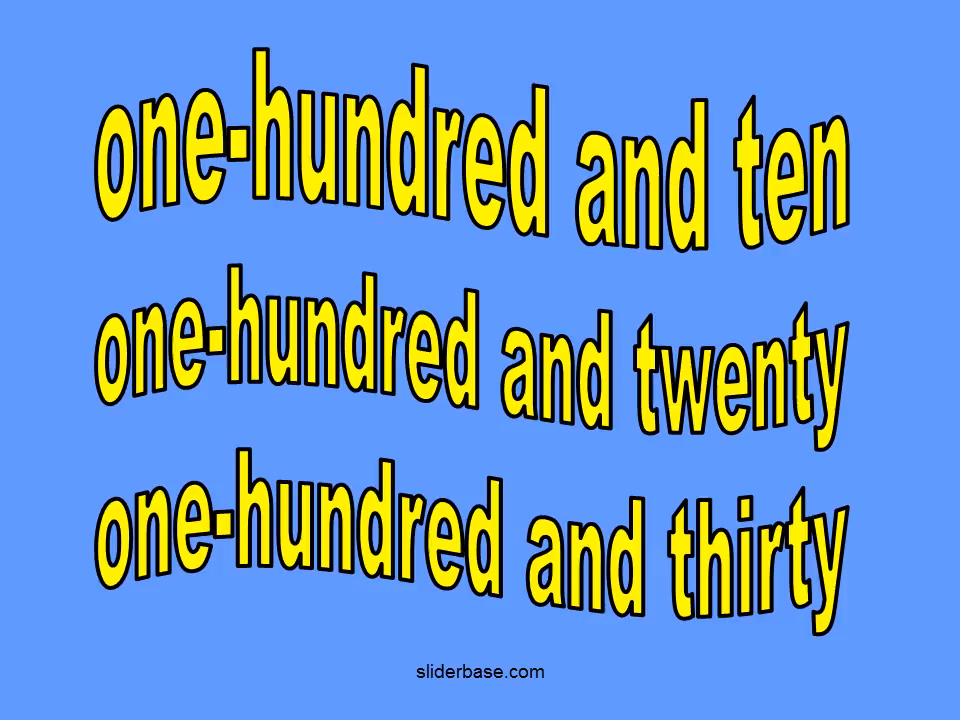 one-hundred and ten
one-hundred and twenty
one-hundred and thirty
sliderbase.com